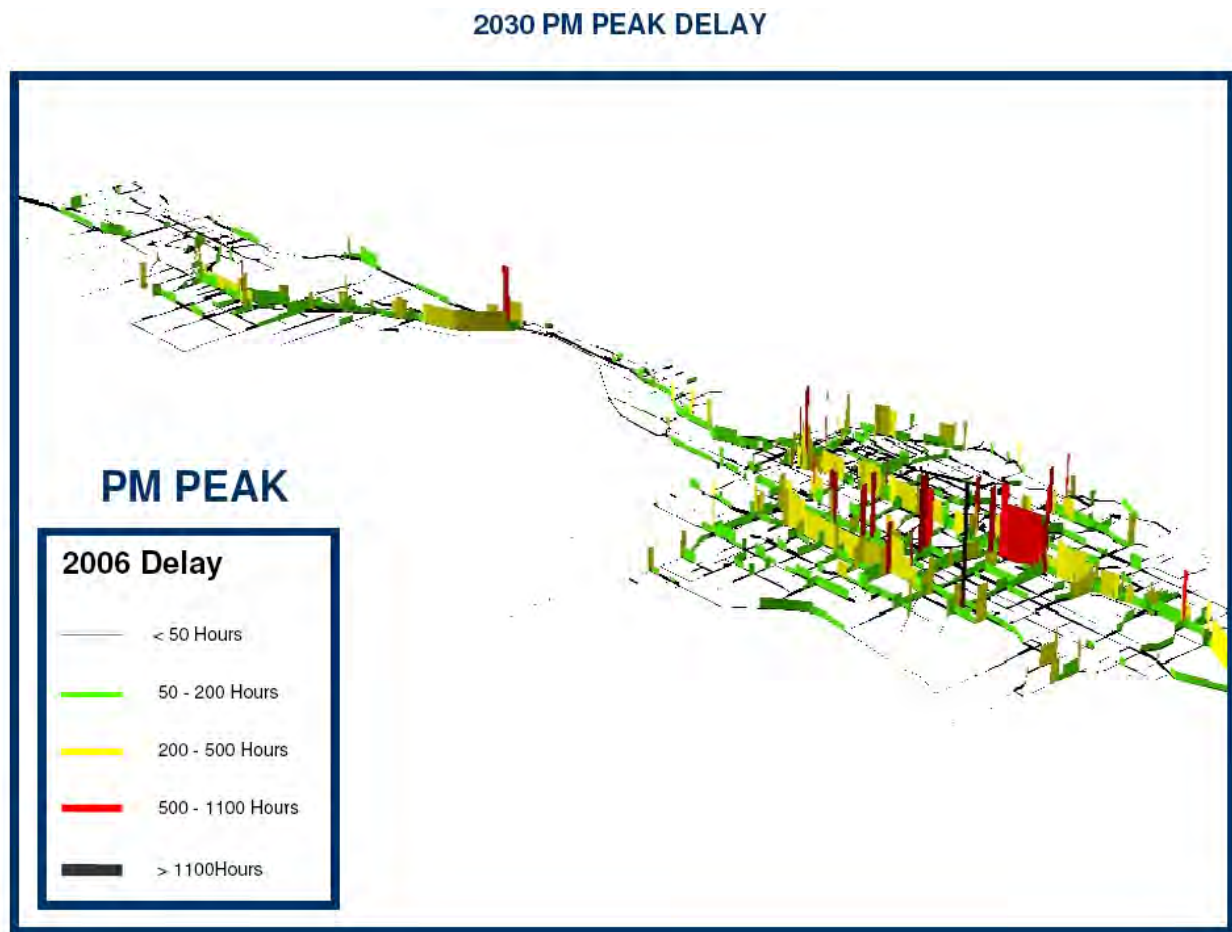 2030 PM PEAK DELAY
PM PEAK
2006 Delay
< 50 Hours
50 - 200 Hours
200 - 500 Hours
500 - 1100 Hours
> 1100Hours